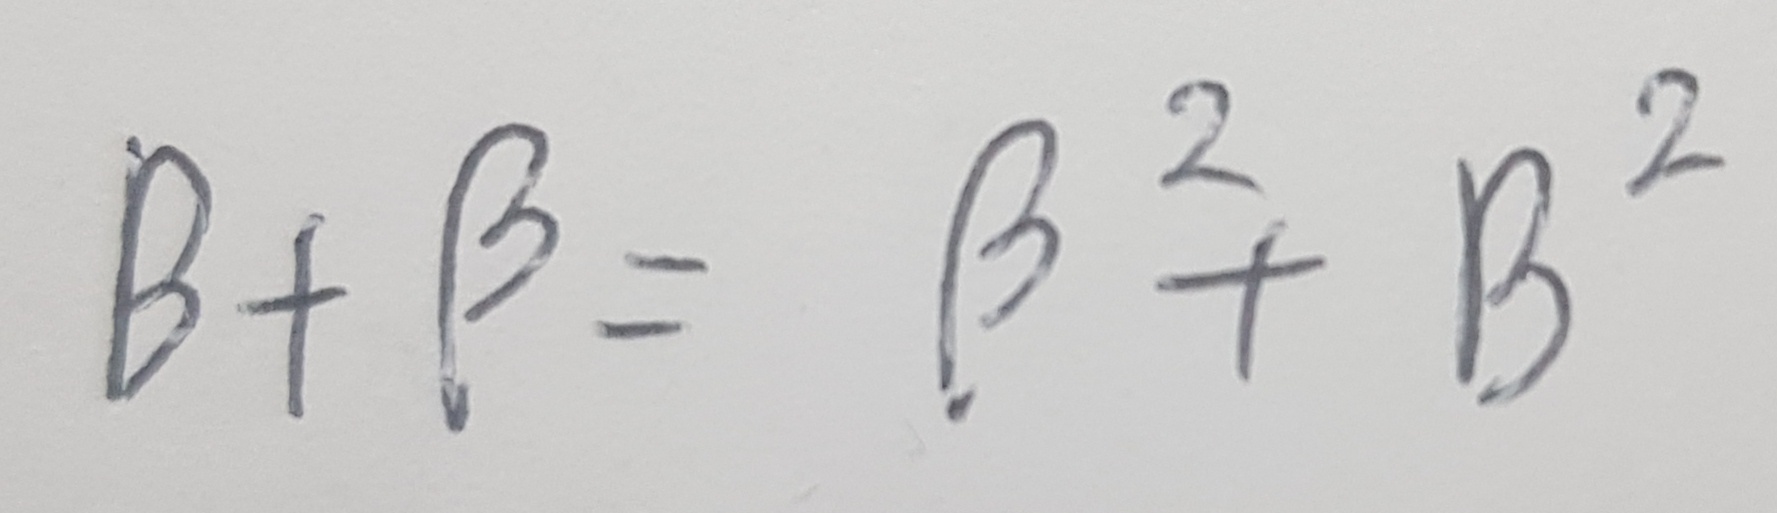 B + β = β² + B²